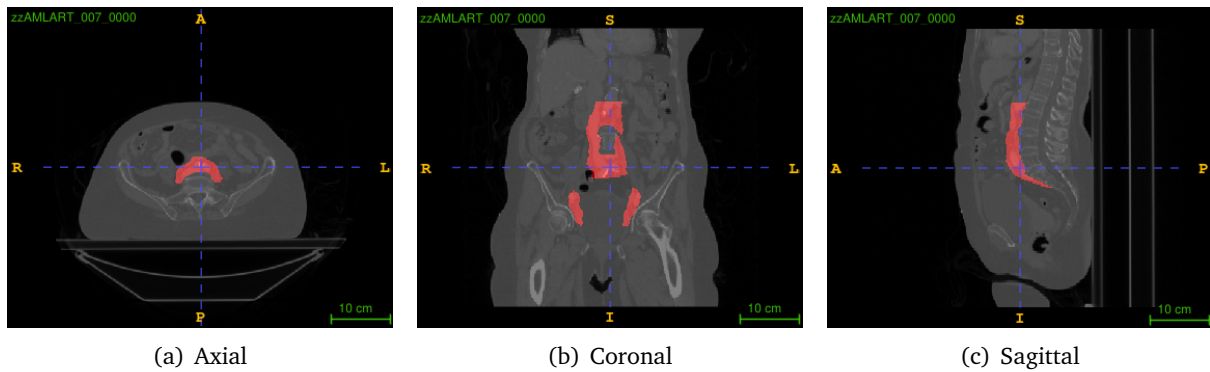 zzAMLART_007_0000
A
R
L
P
10 cm
(a) Axial
zzAMLART_007_0000
S
R
L
I
10 cm
(b) Coronal
zzAMLART_007_0000
S
A
P
I
10 cm
(c) Sagittal